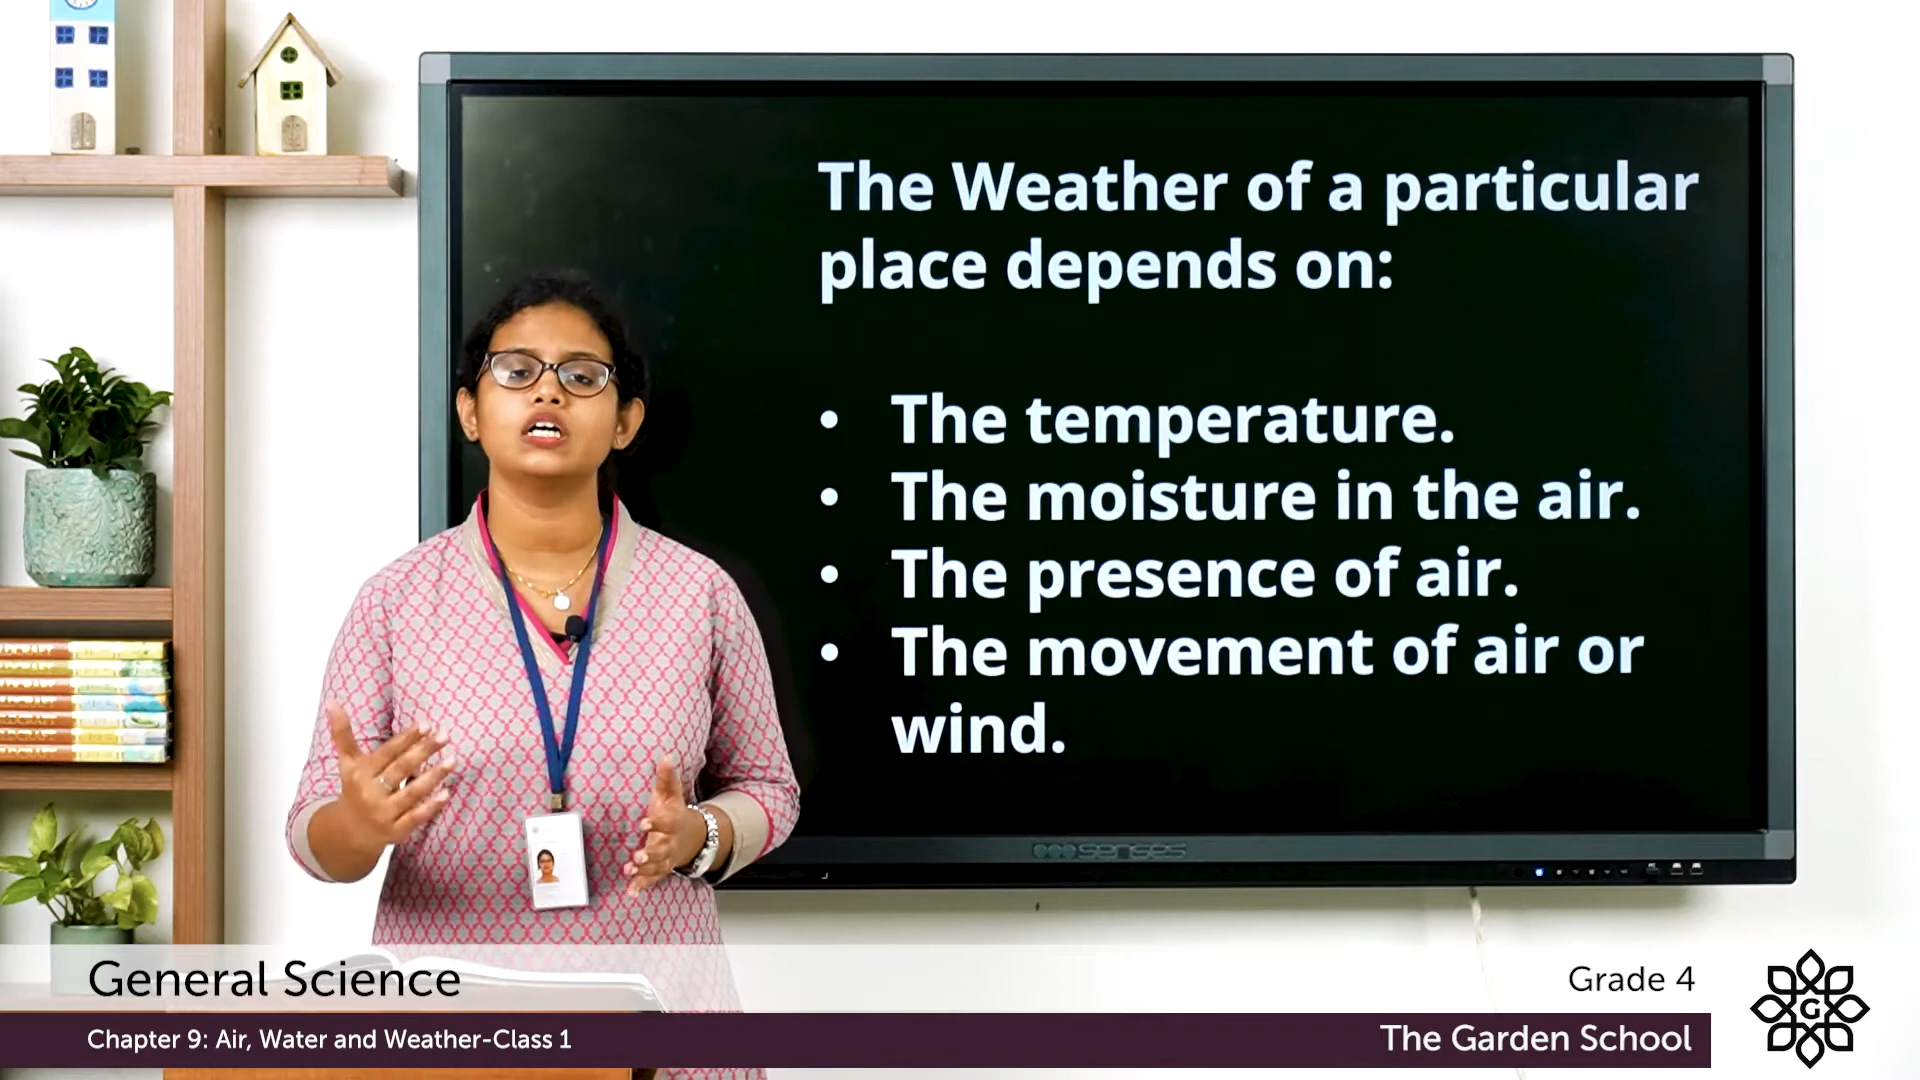 The Weather of a particular
place depends on:
• The temperature.
• The moisture in the air.
• The presence of air.
• The movement of air or
wind.
senses
General Science
Grade 4
Chapter 9: Air, Water and Weather-Class 1
The Garden School
G